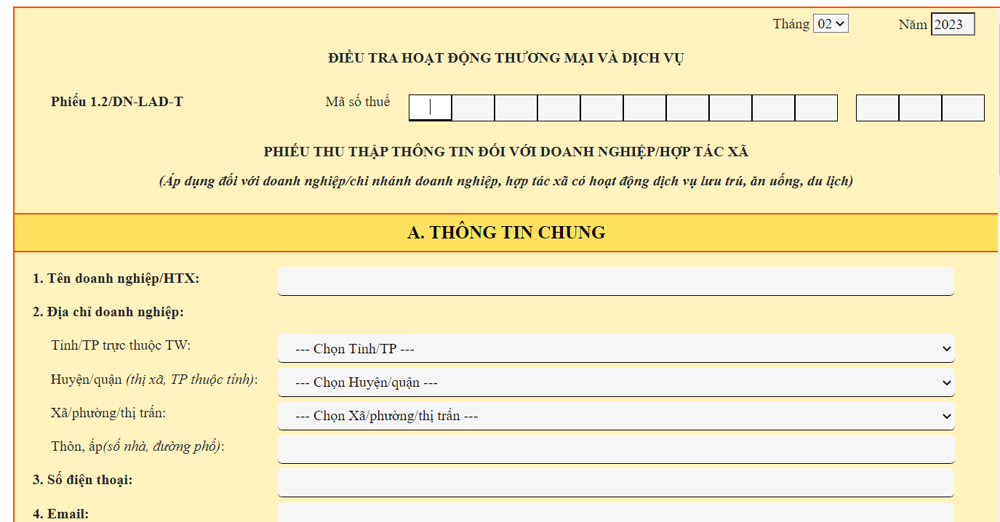 Tháng 02 Năm 2023
ĐIỀU TRA HOẠT ĐỘNG THƯƠNG MẠI VÀ DỊCH VỤ
Phiếu 1.2/DN-LAD-T Mã số thuế
PHIẾU THU THẬP THÔNG TIN ĐỐI VỚI DOANH NGHIỆP/HỢP TÁC XÃ
(Áp dụng đối với doanh nghiệp/chi nhánh doanh nghiệp, hợp tác xã có hoạt động dịch vụ lưu trú, ăn uống, du lịch)
A. THÔNG TIN CHUNG
1. Tên doanh nghiệp/HTX:
2. Địa chỉ doanh nghiệp:
Tỉnh/TP trực thuộc TW: --- Chọn Tỉnh/TP ---
Huyện/quận (thị xã, TP thuộc tỉnh): --- Chọn Huyện/quận ---
Xã/phường/thị trấn: --- Chọn Xã/phường/thị trấn ---
Thôn, ấp(số nhà, đường phố):
3. Số điện thoại:
4. Email: